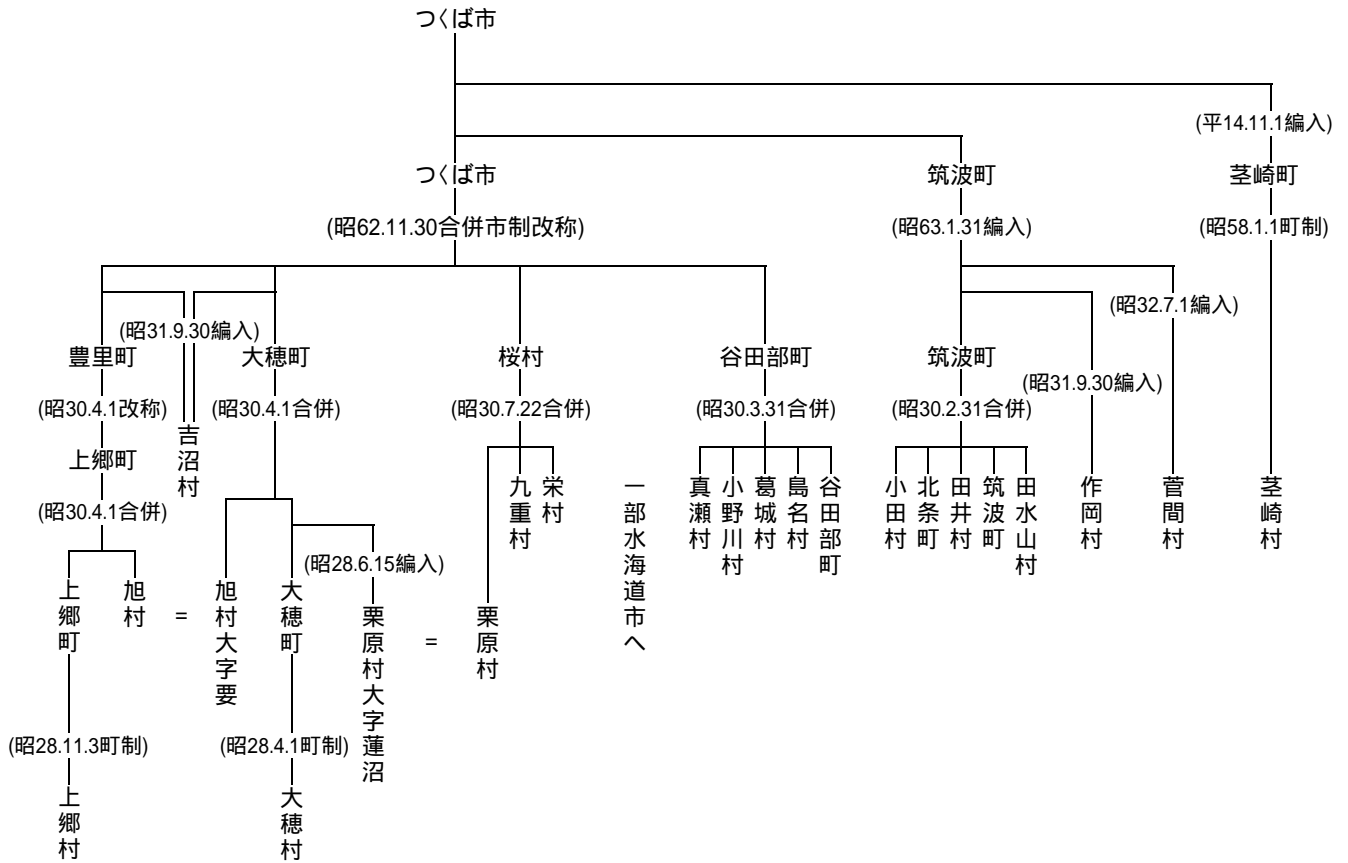 つくば市
(平14.11.1編入)
つくば市
筑波町
茎崎町
(昭62.11.30合併市制改称)
(昭63.1.31編入)
(昭58.1.1町制)
(昭31.9.30編入)
(昭32.7.1編入)
豊里町
大穂町
桜村
谷田部町
筑波町
(昭31.9.30編入)
(昭30.4.1改称)
(昭30.4.1合併)
(昭30.7.22合併)
(昭30.3.31合併)
(昭30.2.31合併)
吉沼村
上郷町
九重村
栄村
一部水海道市へ
真瀬村
小野川村
葛城村
島名村
谷田部町
小田村
北条町
田井村
筑波町
田水山村
作岡村
菅間村
茎崎村
(昭30.4.1合併)
(昭28.6.15編入)
上郷町
旭村
=
旭村大字要
大穂町
栗原村大字蓮沼
=
栗原村
(昭28.11.3町制)
(昭28.4.1町制)
上郷村
大穂村